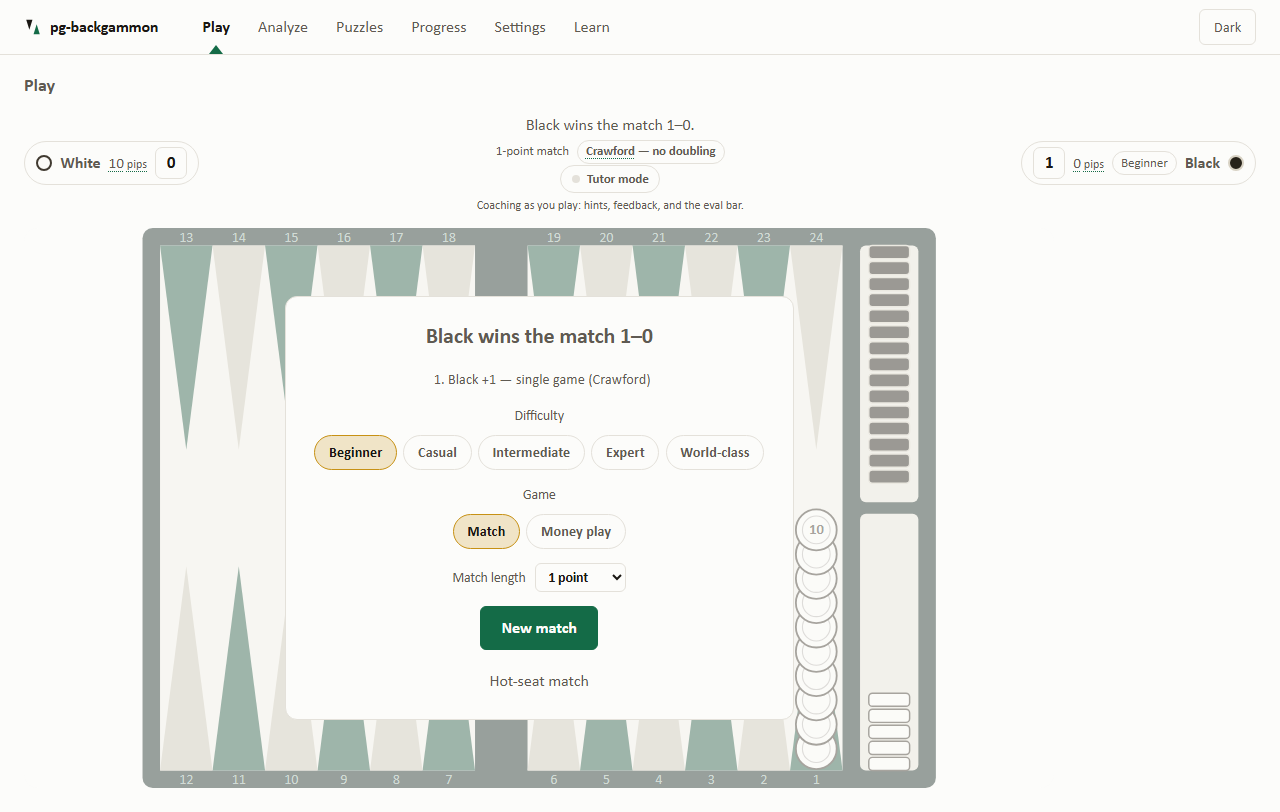 pg-backgammon Play Analyze Puzzles Progress Settings Learn Dark
Play
Black wins the match 1–0.
1-point match Crawford — no doubling
White 10 pips 0
1 0 pips Beginner Black
Tutor mode
Coaching as you play: hints, feedback, and the eval bar.
13 14 15 16 17 18 19 20 21 22 23 24
Black wins the match 1–0
1. Black +1 — single game (Crawford)
Difficulty
Beginner Casual Intermediate Expert World-class
Game
Match Money play
10
Match length 1 point
New match
Hot-seat match
12 11 10 9 8 7 6 5 4 3 2 1